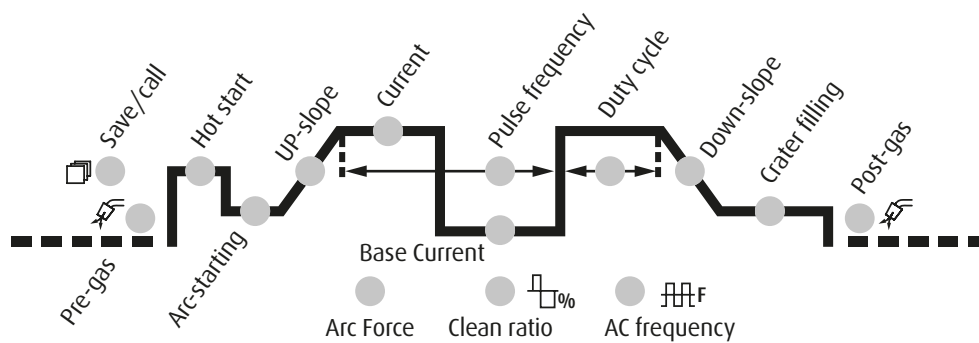 Save/call
Hot start
UP-slope
Current
Pulse frequency
Duty cycle
Down-slope
Crater filling
Post-gas
Pre-gas
Arc-starting
Base Current
%
F
Arc Force
Clean ratio
AC frequency